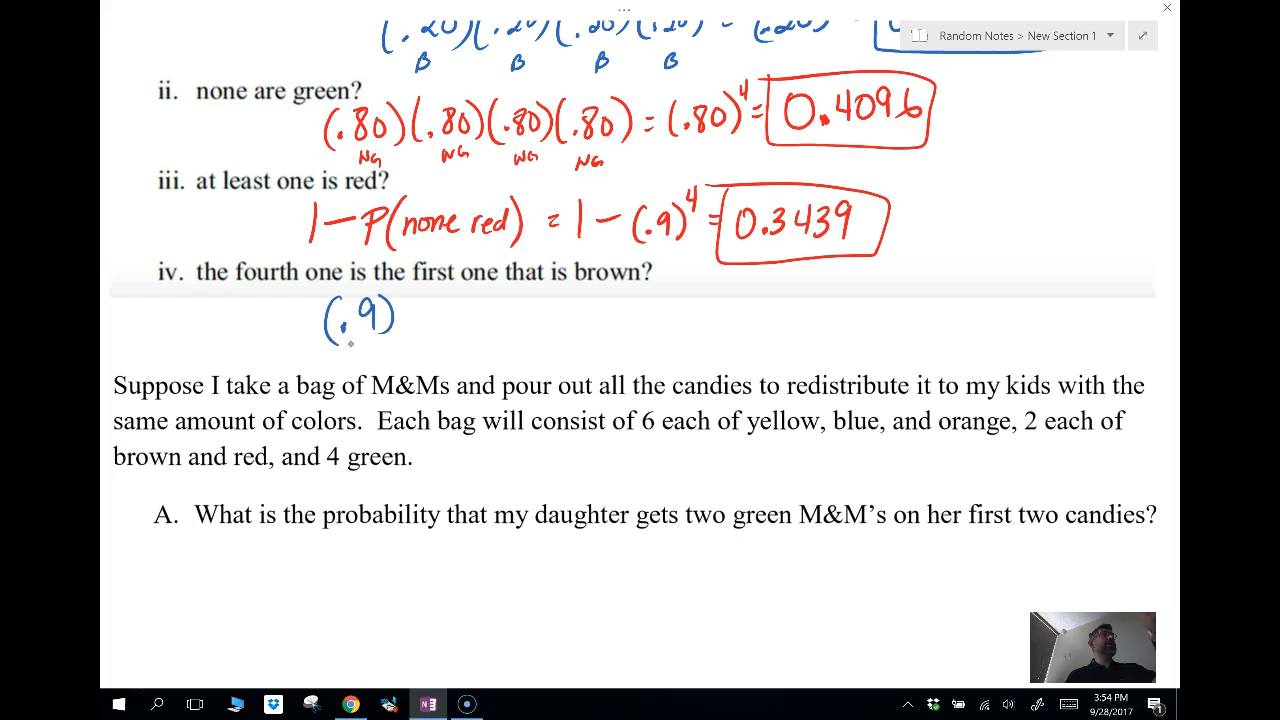 Random Notes > New Section 1
(.20)(.20)(.20)(.20) = (.20)
B B B B
ii. none are green?
(.80)(.80)(.80)(.80) = (.80)^4 = 0.4096
NG NG NG NG
iii. at least one is red?
1 - P(none red) = 1 - (.9)^4 = 0.3439
iv. the fourth one is the first one that is brown?
(.9)
Suppose I take a bag of M&Ms and pour out all the candies to redistribute it to my kids with the
same amount of colors. Each bag will consist of 6 each of yellow, blue, and orange, 2 each of
brown and red, and 4 green.
A. What is the probability that my daughter gets two green M&M's on her first two candies?
3:54 PM
9/28/2017